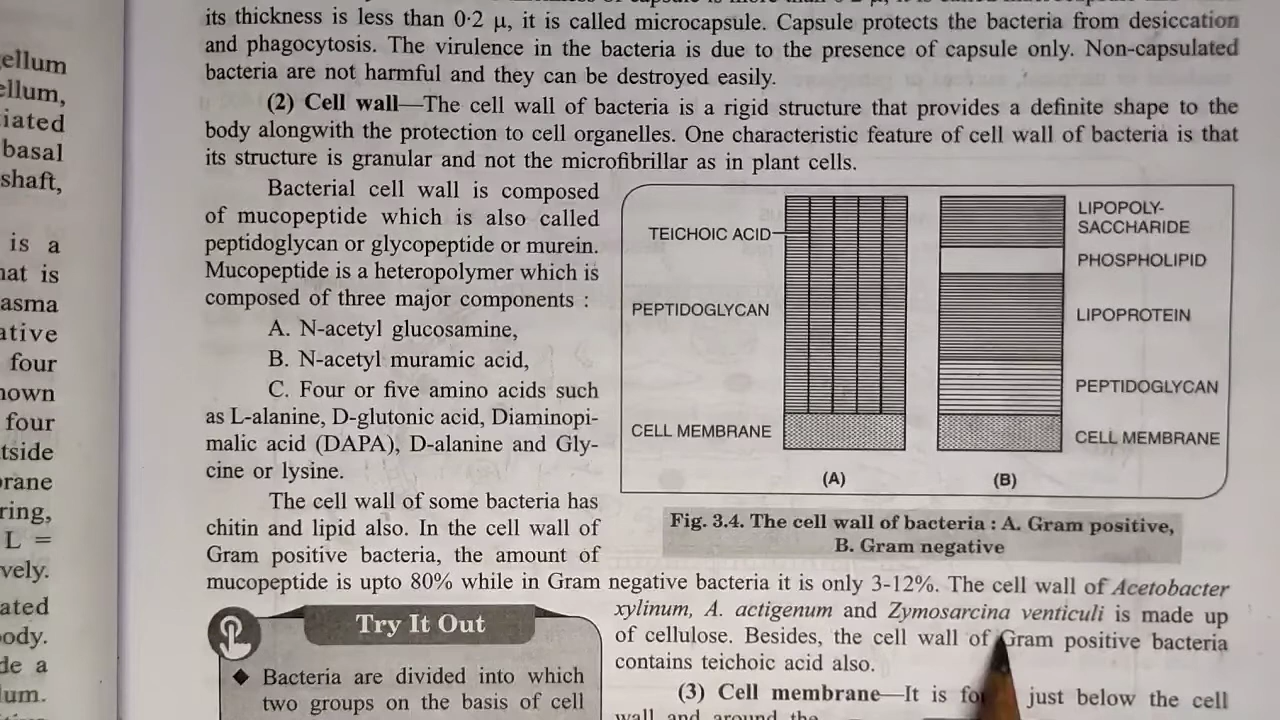 ellum
ellum,
iated
basal
shaft,
is a
hat is
asma
ative
four
nown
four
tside
orane
ring,
L =
vely.
ated
ody.
de a
lum.
its thickness is less than 0·2 μ, it is called microcapsule. Capsule protects the bacteria from desiccation
and phagocytosis. The virulence in the bacteria is due to the presence of capsule only. Non-capsulated
bacteria are not harmful and they can be destroyed easily.
(2) Cell wall—The cell wall of bacteria is a rigid structure that provides a definite shape to the
body alongwith the protection to cell organelles. One characteristic feature of cell wall of bacteria is that
its structure is granular and not the microfibrillar as in plant cells.
Bacterial cell wall is composed
of mucopeptide which is also called
peptidoglycan or glycopeptide or murein.
Mucopeptide is a heteropolymer which is
composed of three major components :
A. N-acetyl glucosamine,
B. N-acetyl muramic acid,
C. Four or five amino acids such
as L-alanine, D-glutonic acid, Diaminopi-
malic acid (DAPA), D-alanine and Gly-
cine or lysine.
The cell wall of some bacteria has
chitin and lipid also. In the cell wall of
Gram positive bacteria, the amount of
TEICHOIC ACID
PEPTIDOGLYCAN
CELL MEMBRANE
LIPOPOLY-
SACCHARIDE
PHOSPHOLIPID
LIPOPROTEIN
PEPTIDOGLYCAN
CELL MEMBRANE
(A)
(B)
Fig. 3.4. The cell wall of bacteria : A. Gram positive,
B. Gram negative
mucopeptide is upto 80% while in Gram negative bacteria it is only 3-12%. The cell wall of Acetobacter
xylinum, A. actigenum and Zymosarcina venticuli is made up
of cellulose. Besides, the cell wall of Gram positive bacteria
contains teichoic acid also.
(3) Cell membrane—It is fo just below the cell
wall and around the
Try It Out
◆ Bacteria are divided into which
two groups on the basis of cell